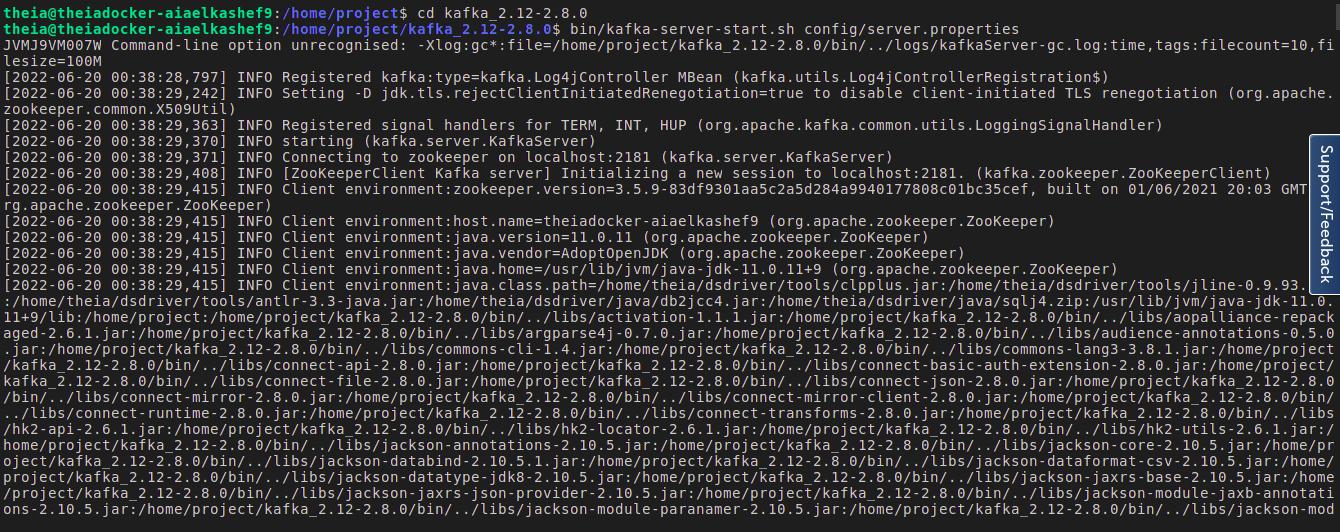 theia@theiadocker-aiaelkashef9:/home/project$ cd kafka_2.12-2.8.0
theia@theiadocker-aiaelkashef9:/home/project/kafka_2.12-2.8.0$ bin/kafka-server-start.sh config/server.properties
JVMJ9VM007W Command-line option unrecognised: -Xlog:gc*:file=/home/project/kafka_2.12-2.8.0/bin/../logs/kafkaServer-gc.log:time,tags:filecount=10,fi
lesize=100M
[2022-06-20 00:38:28,797] INFO Registered kafka:type=kafka.Log4jController MBean (kafka.utils.Log4jControllerRegistration$)
[2022-06-20 00:38:29,242] INFO Setting -D jdk.tls.rejectClientInitiatedRenegotiation=true to disable client-initiated TLS renegotiation (org.apache.
zookeeper.common.X509Util)
[2022-06-20 00:38:29,363] INFO Registered signal handlers for TERM, INT, HUP (org.apache.kafka.common.utils.LoggingSignalHandler)
[2022-06-20 00:38:29,370] INFO starting (kafka.server.KafkaServer)
[2022-06-20 00:38:29,371] INFO Connecting to zookeeper on localhost:2181 (kafka.server.KafkaServer)
[2022-06-20 00:38:29,408] INFO [ZooKeeperClient Kafka server] Initializing a new session to localhost:2181. (kafka.zookeeper.ZooKeeperClient)
[2022-06-20 00:38:29,415] INFO Client environment:zookeeper.version=3.5.9-83df9301aa5c2a5d284a9940177808c01bc35cef, built on 01/06/2021 20:03 GMT
rg.apache.zookeeper.ZooKeeper)
[2022-06-20 00:38:29,415] INFO Client environment:host.name=theiadocker-aiaelkashef9 (org.apache.zookeeper.ZooKeeper)
[2022-06-20 00:38:29,415] INFO Client environment:java.version=11.0.11 (org.apache.zookeeper.ZooKeeper)
[2022-06-20 00:38:29,415] INFO Client environment:java.vendor=AdoptOpenJDK (org.apache.zookeeper.ZooKeeper)
[2022-06-20 00:38:29,415] INFO Client environment:java.home=/usr/lib/jvm/java-jdk-11.0.11+9 (org.apache.zookeeper.ZooKeeper)
[2022-06-20 00:38:29,415] INFO Client environment:java.class.path=/home/theia/dsdriver/tools/clpplus.jar:/home/theia/dsdriver/tools/jline-0.9.93.
:/home/theia/dsdriver/tools/antlr-3.3-java.jar:/home/theia/dsdriver/java/db2jcc4.jar:/home/theia/dsdriver/java/sqlj4.zip:/usr/lib/jvm/java-jdk-11.0.
11+9/lib:/home/project:/home/project/kafka_2.12-2.8.0/bin/../libs/activation-1.1.1.jar:/home/project/kafka_2.12-2.8.0/bin/../libs/aopalliance-repack
aged-2.6.1.jar:/home/project/kafka_2.12-2.8.0/bin/../libs/argparse4j-0.7.0.jar:/home/project/kafka_2.12-2.8.0/bin/../libs/audience-annotations-0.5.0
.jar:/home/project/kafka_2.12-2.8.0/bin/../libs/commons-cli-1.4.jar:/home/project/kafka_2.12-2.8.0/bin/../libs/commons-lang3-3.8.1.jar:/home/project
/kafka_2.12-2.8.0/bin/../libs/connect-api-2.8.0.jar:/home/project/kafka_2.12-2.8.0/bin/../libs/connect-basic-auth-extension-2.8.0.jar:/home/project/
kafka_2.12-2.8.0/bin/../libs/connect-file-2.8.0.jar:/home/project/kafka_2.12-2.8.0/bin/../libs/connect-json-2.8.0.jar:/home/project/kafka_2.12-2.8.0
/bin/../libs/connect-mirror-2.8.0.jar:/home/project/kafka_2.12-2.8.0/bin/../libs/connect-mirror-client-2.8.0.jar:/home/project/kafka_2.12-2.8.0/bin/
../libs/connect-runtime-2.8.0.jar:/home/project/kafka_2.12-2.8.0/bin/../libs/connect-transforms-2.8.0.jar:/home/project/kafka_2.12-2.8.0/bin/../libs
/hk2-api-2.6.1.jar:/home/project/kafka_2.12-2.8.0/bin/../libs/hk2-locator-2.6.1.jar:/home/project/kafka_2.12-2.8.0/bin/../libs/hk2-utils-2.6.1.jar:/
home/project/kafka_2.12-2.8.0/bin/../libs/jackson-annotations-2.10.5.jar:/home/project/kafka_2.12-2.8.0/bin/../libs/jackson-core-2.10.5.jar:/home/pr
oject/kafka_2.12-2.8.0/bin/../libs/jackson-databind-2.10.5.1.jar:/home/project/kafka_2.12-2.8.0/bin/../libs/jackson-dataformat-csv-2.10.5.jar:/home/
project/kafka_2.12-2.8.0/bin/../libs/jackson-datatype-jdk8-2.10.5.jar:/home/project/kafka_2.12-2.8.0/bin/../libs/jackson-jaxrs-base-2.10.5.jar:/home
/project/kafka_2.12-2.8.0/bin/../libs/jackson-jaxrs-json-provider-2.10.5.jar:/home/project/kafka_2.12-2.8.0/bin/../libs/jackson-module-jaxb-annotati
ons-2.10.5.jar:/home/project/kafka_2.12-2.8.0/bin/../libs/jackson-module-paranamer-2.10.5.jar:/home/project/kafka_2.12-2.8.0/bin/../libs/jackson-mod
Support/Feedback